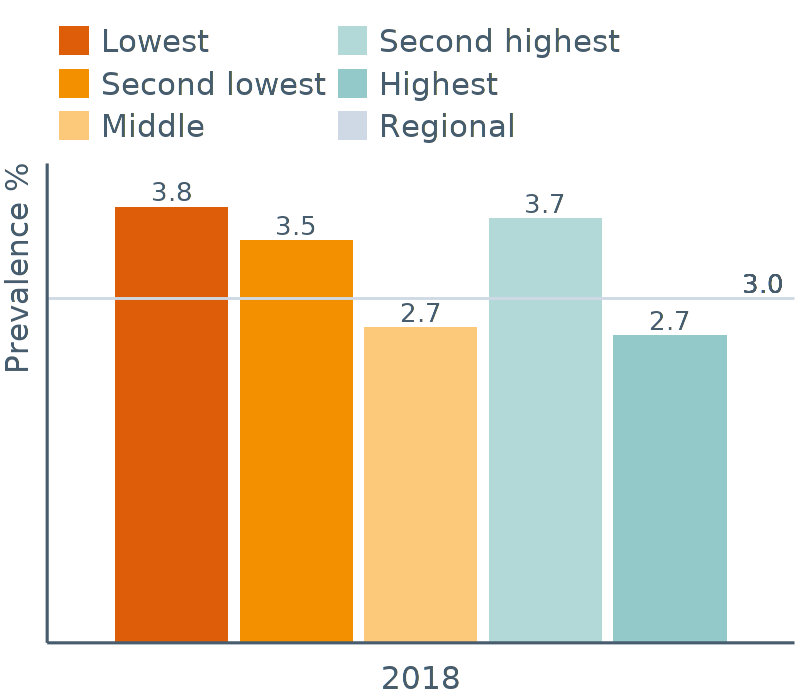 Lowest
Second lowest
Middle
Second highest
Highest
Regional
Prevalence %
3.8
3.5
2.7
3.7
2.7
3.0
2018